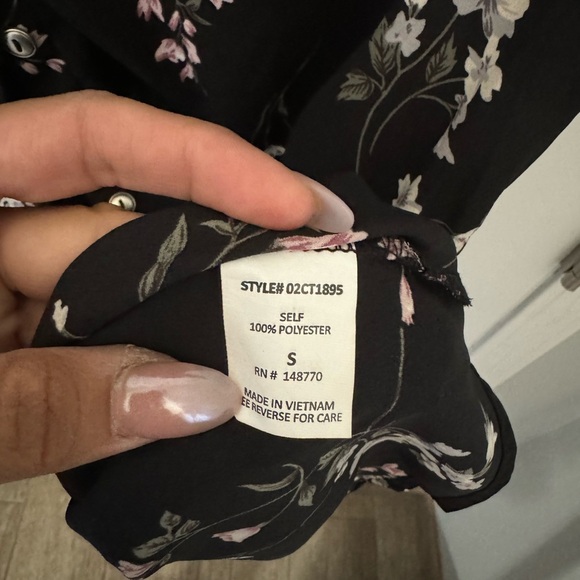 STYLE# 02CT1895
SELF
100% POLYESTER
S
RN # 148770
MADE IN VIETNAM
EE REVERSE FOR CARE